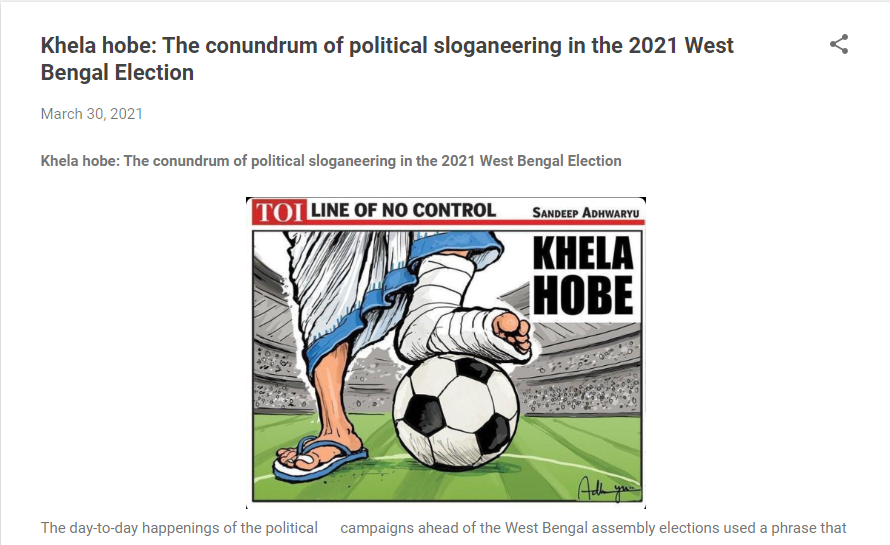 Khela hobe: The conundrum of political sloganeering in the 2021 West
Bengal Election
March 30, 2021
Khela hobe: The conundrum of political sloganeering in the 2021 West Bengal Election
TOI LINE OF NO CONTROL SANDEEP ADHWARYU
KHELA
HOBE
The day-to-day happenings of the political campaigns ahead of the West Bengal assembly elections used a phrase that